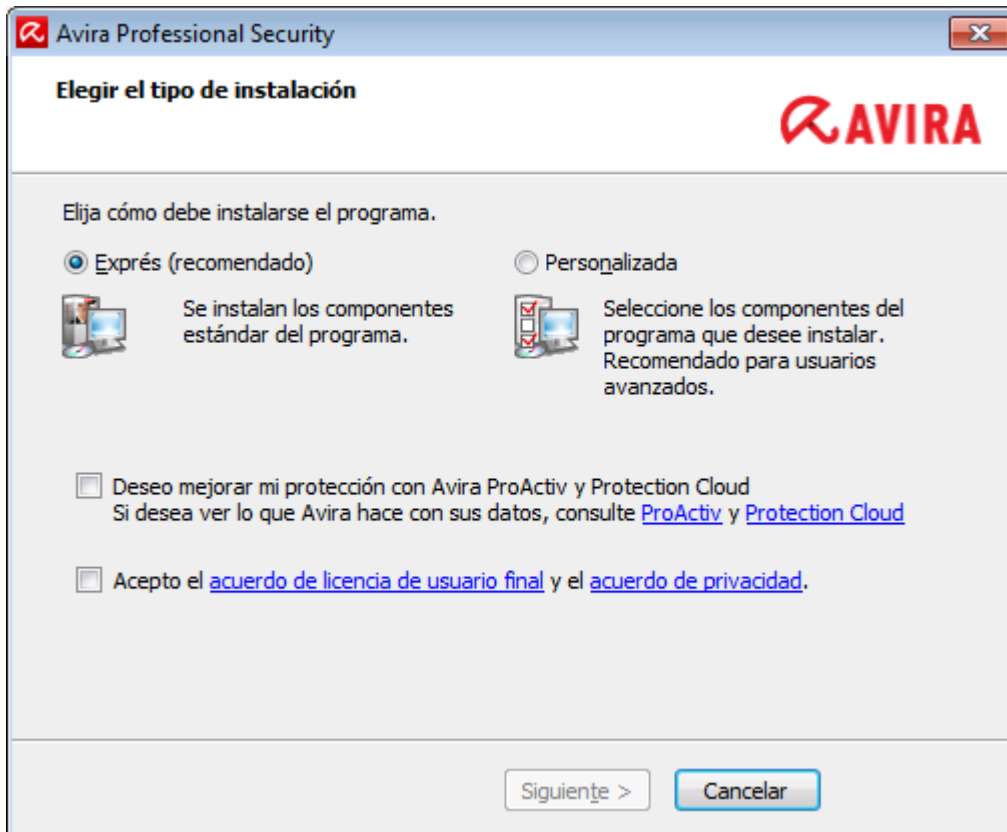 Avira Professional Security
Elegir el tipo de instalación
AVIRA
Elija cómo debe instalarse el programa.
Exprés (recomendado)
Se instalan los componentes
estándar del programa.
Personalizada
Seleccione los componentes del
programa que desee instalar.
Recomendado para usuarios
avanzados.
Deseo mejorar mi protección con Avira ProActiv y Protection Cloud
Si desea ver lo que Avira hace con sus datos, consulte ProActiv y Protection Cloud
Acepto el acuerdo de licencia de usuario final y el acuerdo de privacidad.
Siguiente >
Cancelar